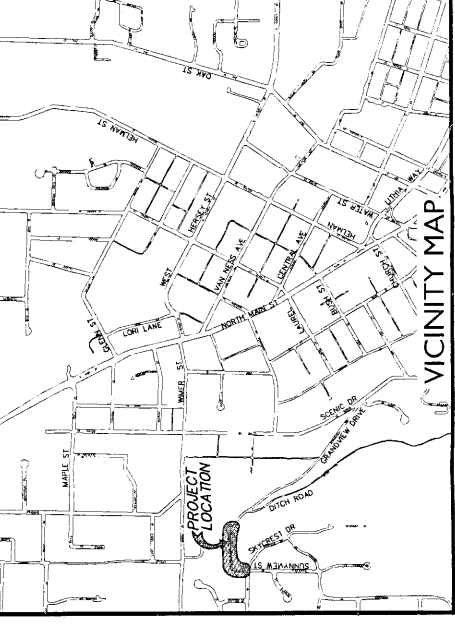 OAK ST
HELMAN ST
HERSEY ST
WEST
VAN NESS AVE
CENTRAL AVE
HELMAN
WATER ST
LITHIA WAY
GLENN ST
LORI LANE
NORTH MAIN
LAUREL
BUSH ST
CHURCH ST
MAPLE ST
WIMER ST
SCENIC DR
GRANDVIEW DRIVE
PROJECT
LOCATION
DITCH ROAD
SKYCREST DR
SUNNYVIEW ST
VICINITY MAP